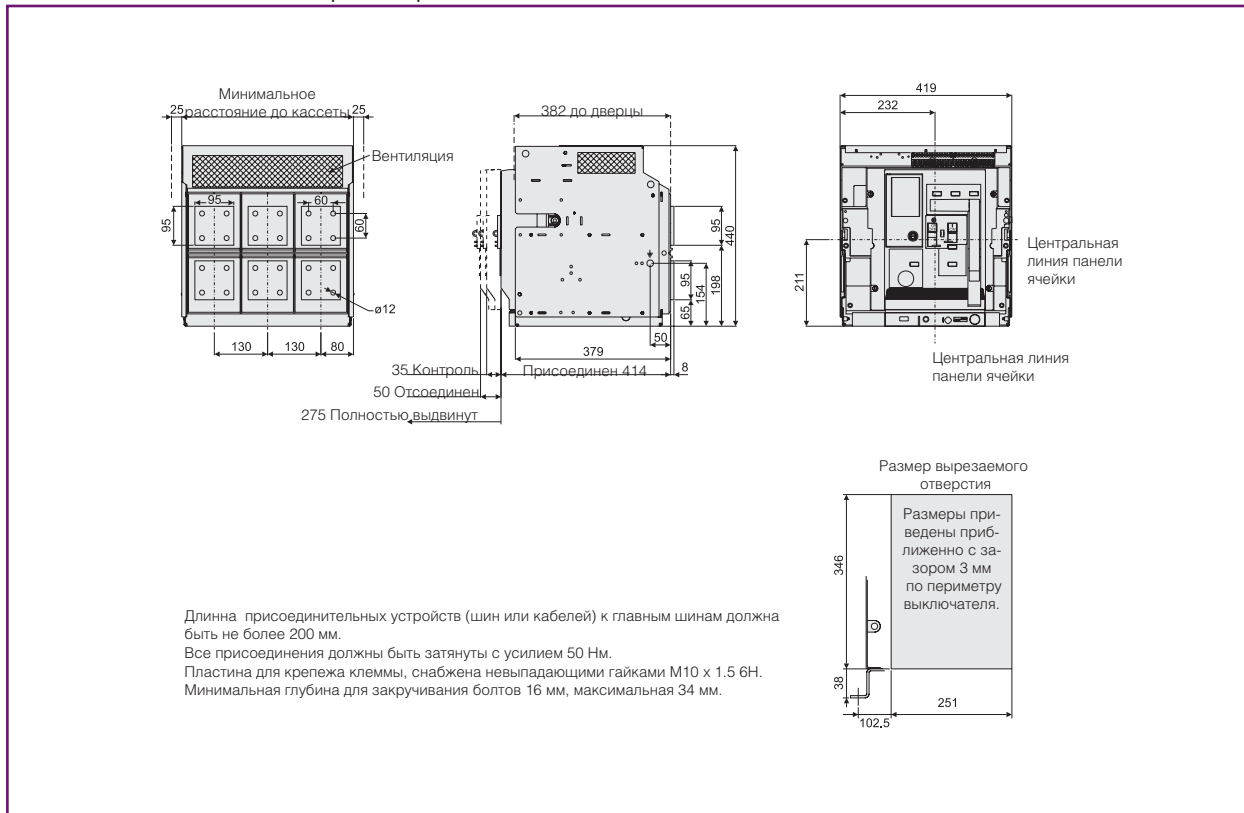 Минимальное
25 расстояние до кассеты 25
Вентиляция
95
60
95
60
ø12
130
130
80
382 до дверцы
95
440
198
95
154
65
50
379
35 Контроль
Присоединен 414
8
50 Отсоединен
275 Полностью выдвинут
419
232
211
Центральная
линия панели
ячейки
Центральная линия
панели ячейки
Размер вырезаемого
отверстия
Размеры при-
ведены приб-
лиженно с за-
зором 3 мм
по периметру
выключателя.
346
38
102.5
251
Длинна присоединительных устройств (шин или кабелей) к главным шинам должна
быть не более 200 мм.
Все присоединения должны быть затянуты с усилием 50 Нм.
Пластина для крепежа клеммы, снабжена невыпадающими гайками M10 x 1.5 6H.
Минимальная глубина для закручивания болтов 16 мм, максимальная 34 мм.